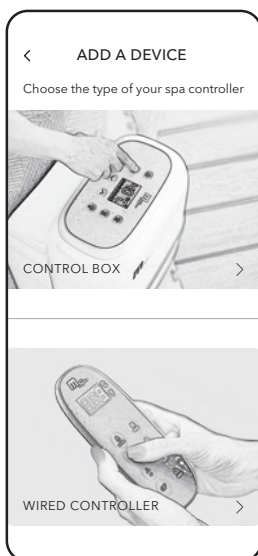 ADD A DEVICE
Choose the type of your spa controller
CONTROL BOX
WIRED CONTROLLER